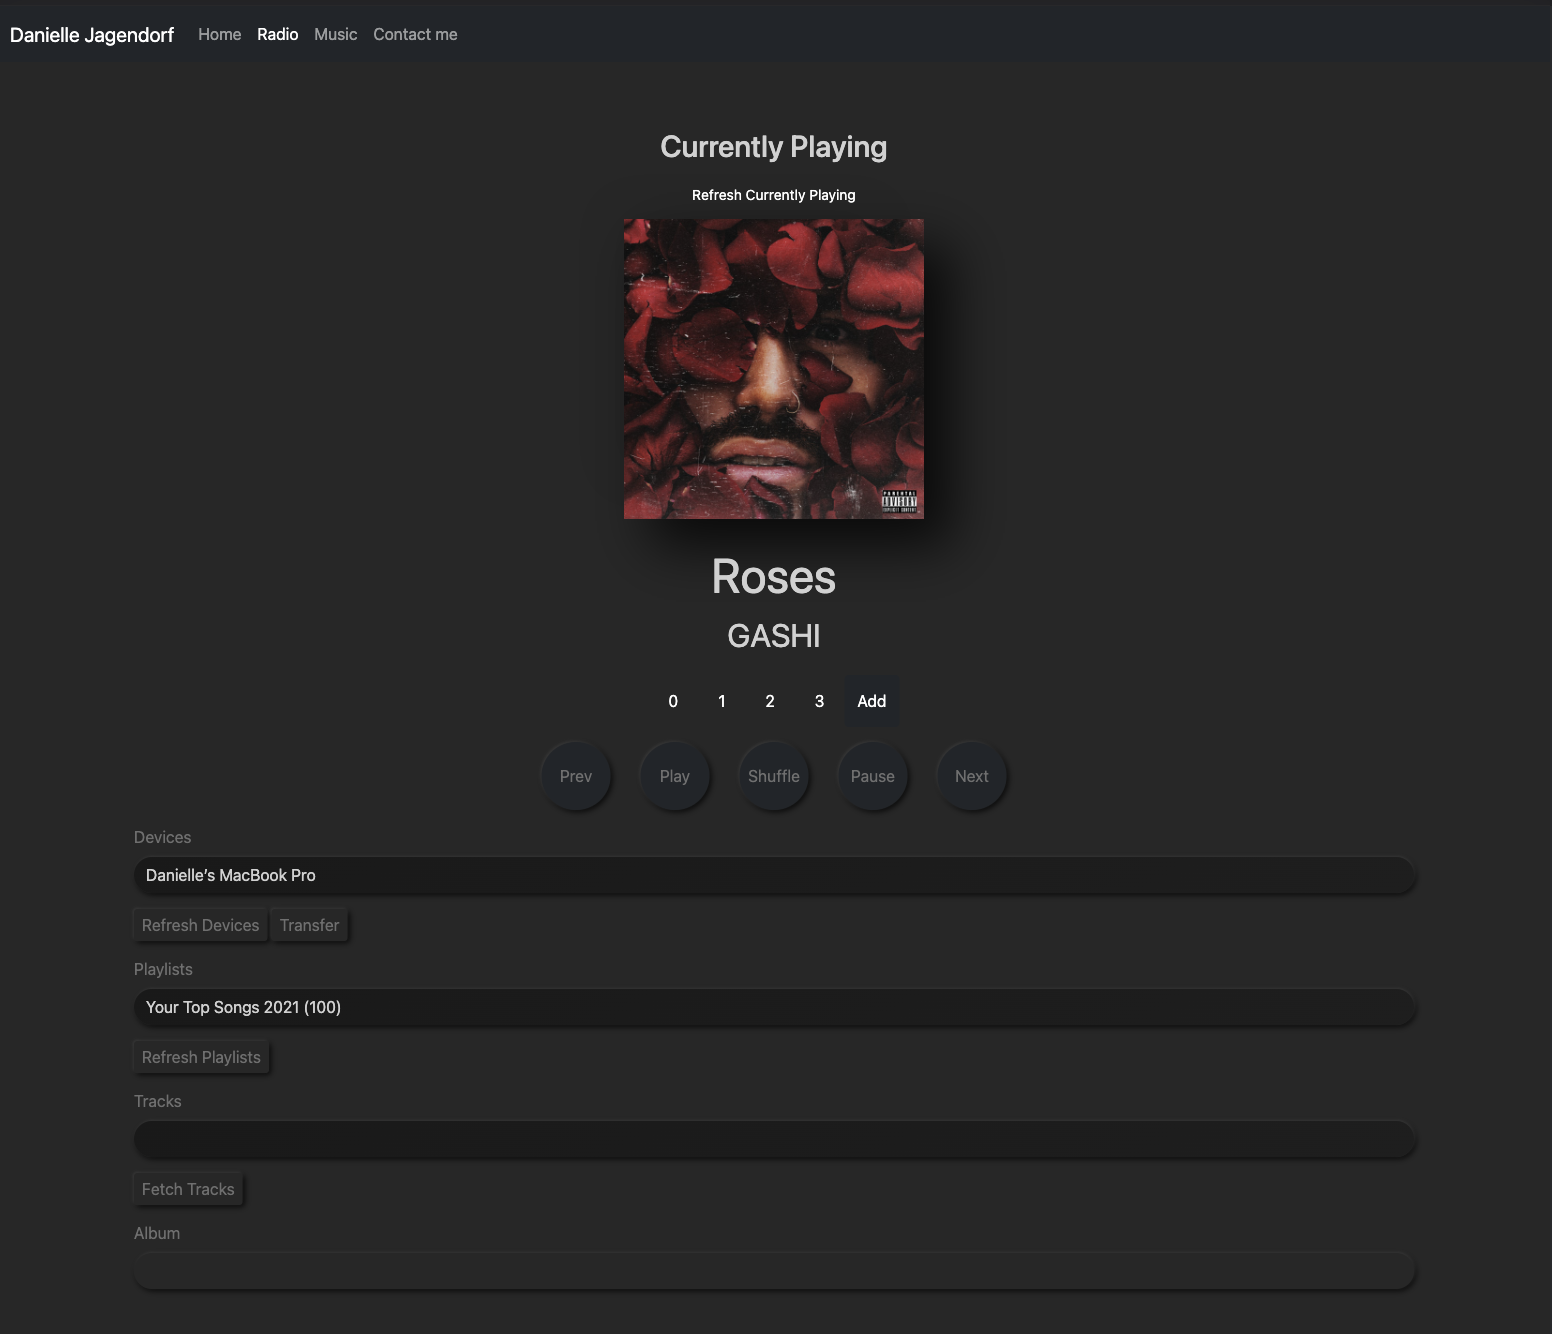 Danielle Jagendorf Home Radio Music Contact me
Currently Playing
Refresh Currently Playing
PARENTAL
ADVISORY
EXPLICIT CONTENT
Roses
GASHI
0 1 2 3 Add
Prev Play Shuffle Pause Next
Devices
Danielle’s MacBook Pro
Refresh Devices Transfer
Playlists
Your Top Songs 2021 (100)
Refresh Playlists
Tracks
Fetch Tracks
Album